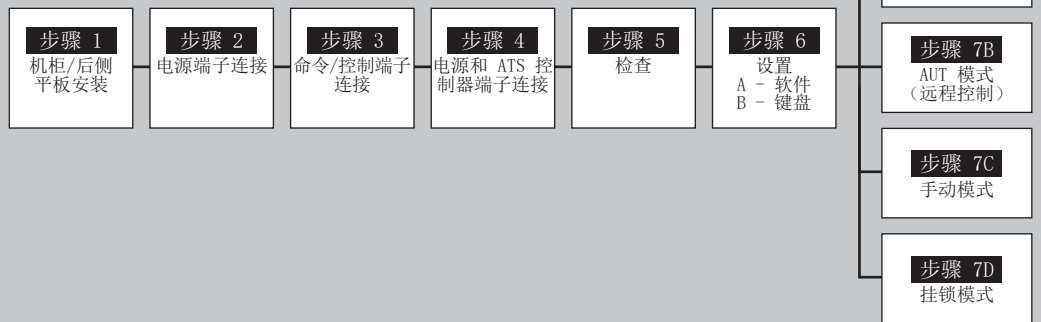 步骤 1
机柜/后侧
平板安装
步骤 2
电源端子连接
步骤 3
命令/控制端子
连接
步骤 4
电源和 ATS 控
制器端子连接
步骤 5
检查
步骤 6
设置
A - 软件
B - 键盘
步骤 7B
AUT 模式
（远程控制）
步骤 7C
手动模式
步骤 7D
挂锁模式